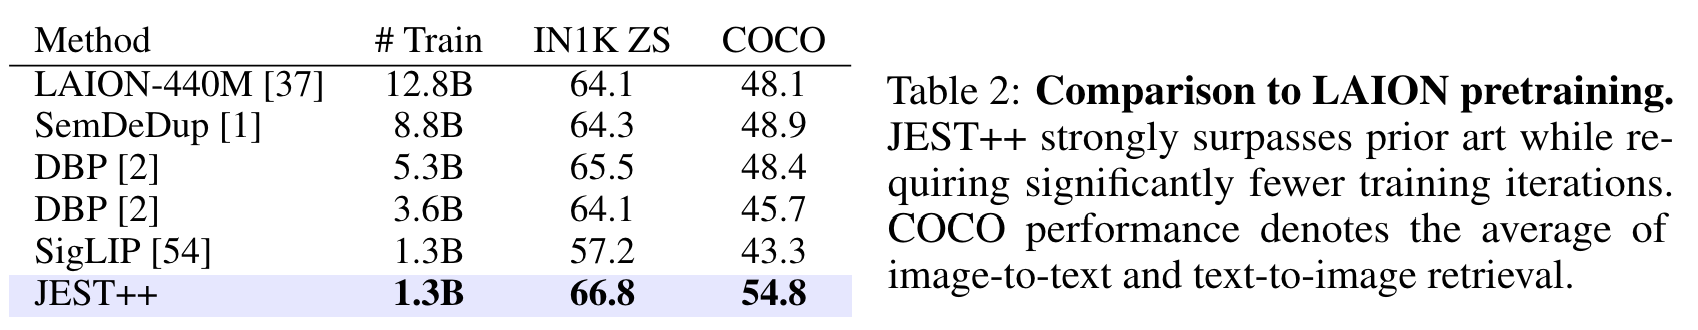 Method # Train IN1K ZS COCO
LAION-440M [37] 12.8B 64.1 48.1
SemDeDup [1] 8.8B 64.3 48.9
DBP [2] 5.3B 65.5 48.4
DBP [2] 3.6B 64.1 45.7
SigLIP [54] 1.3B 57.2 43.3
JEST++ 1.3B 66.8 54.8
Table 2: Comparison to LAION pretraining.
JEST++ strongly surpasses prior art while re-
quiring significantly fewer training iterations.
COCO performance denotes the average of
image-to-text and text-to-image retrieval.